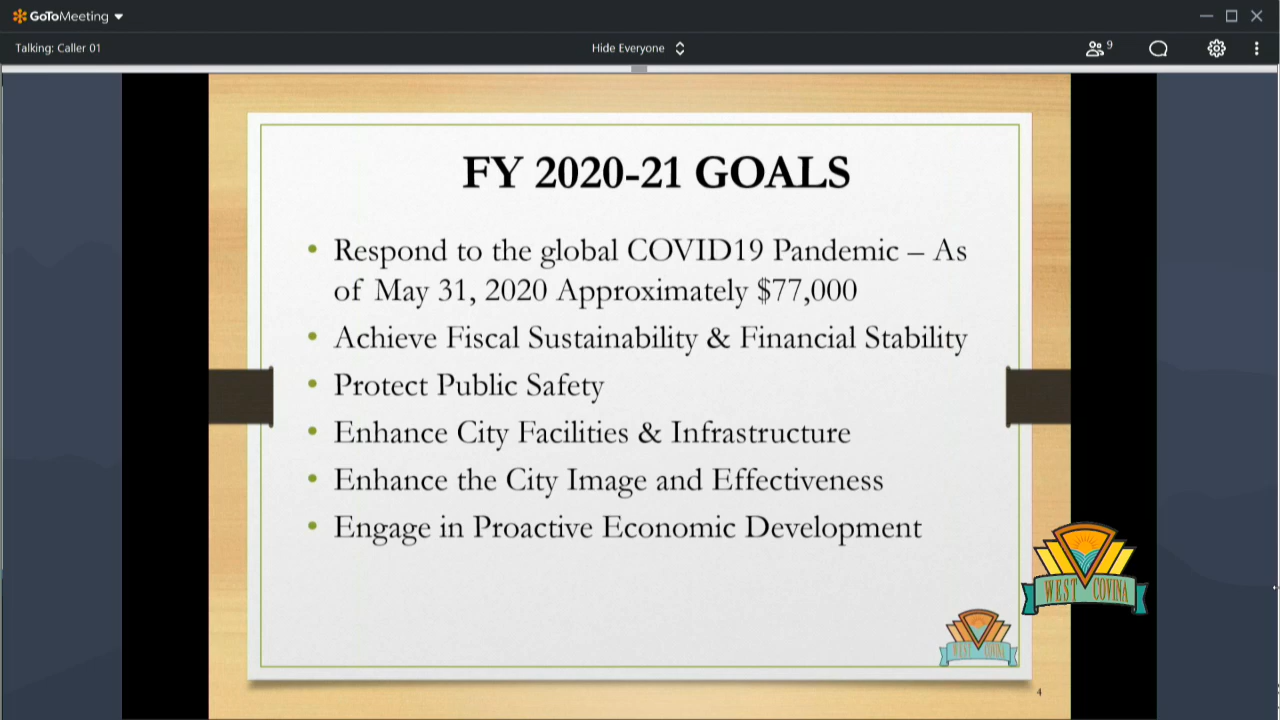 GoToMeeting
Talking: Caller 01
Hide Everyone
9
FY 2020-21 GOALS
• Respond to the global COVID19 Pandemic – As
of May 31, 2020 Approximately $77,000
• Achieve Fiscal Sustainability & Financial Stability
• Protect Public Safety
• Enhance City Facilities & Infrastructure
• Enhance the City Image and Effectiveness
• Engage in Proactive Economic Development
WEST COVINA
WEST COVINA
4